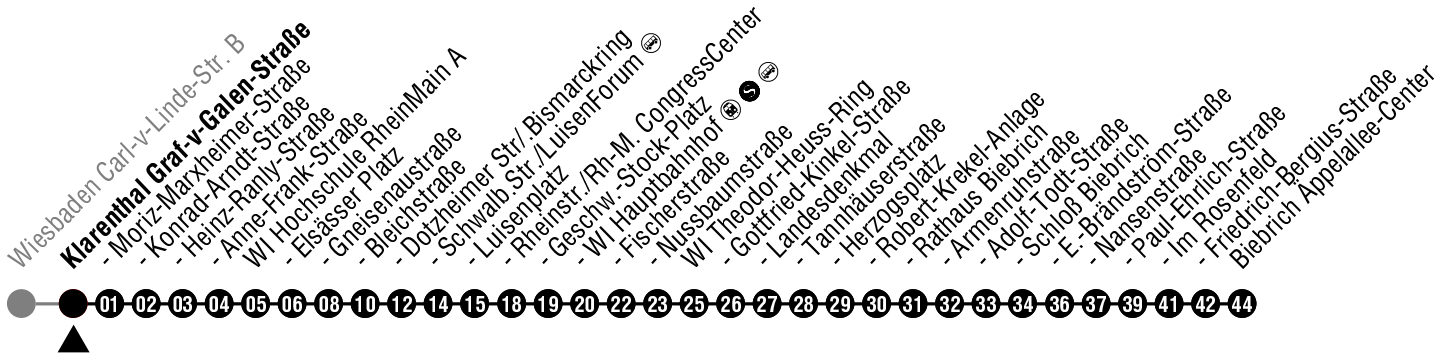 Wiesbaden Carl-v-Linde-Str. B
Klarenthal Graf-v-Galen-Straße
- Moriz-Marxheimer-Straße
- Konrad-Arndt-Straße
- Heinz-Ranly-Straße
- Anne-Frank-Straße
WI Hochschule RheinMain A
- Elsässer Platz
- Gneisenaustraße
- Bleichstraße
- Dotzheimer Str/ Bismarckring
- Schwalb.Str./LuisenForum
- Luisenplatz
- Rheinstr./Rh-M. CongressCenter
- Geschw.-Stock-Platz
- WI Hauptbahnhof S
- Fischerstraße
- Nussbaumstraße
WI Theodor-Heuss-Ring
- Gottfried-Kinkel-Straße
- Landesdenkmal
- Tannhäuserstraße
- Herzogsplatz
- Robert-Krekel-Anlage
- Rathaus Biebrich
- Armenruhstraße
- Adolf-Todt-Straße
- Schloß Biebrich
- E.-Brändström-Straße
- Nansenstraße
- Paul-Ehrlich-Straße
- Im Rosenfeld
- Friedrich-Bergius-Straße
Biebrich Äppelallee-Center
01 02 03 04 05 06 08 10 12 14 15 18 19 20 22 23 25 26 27 28 29 30 31 32 33 34 36 37 39 41 42 44